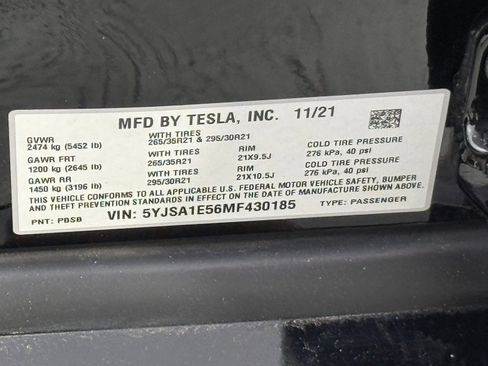 MFD BY TESLA, INC. 11/21
GVWR
2474 kg (5452 lb) WITH TIRES 265/35R21 & 295/30R21 COLD TIRE PRESSURE 276 kPa, 40 psi
GAWR FRT
1200 kg (2645 lb) WITH TIRES 265/35R21 RIM 21X9.5J COLD TIRE PRESSURE 276 kPa, 40 psi
GAWR RR
1450 kg (3196 lb) WITH TIRES 295/30R21 RIM 21X10.5J
THIS VEHICLE CONFORMS TO ALL APPLICABLE U.S. FEDERAL MOTOR VEHICLE SAFETY, BUMPER,
AND THEFT PREVENTION STANDARDS IN EFFECT ON THE DATE OF MANUFACTURE SHOWN ABOVE.
VIN: 5YJSA1E56MF430185
PNT: PBSB TYPE: PASSENGER